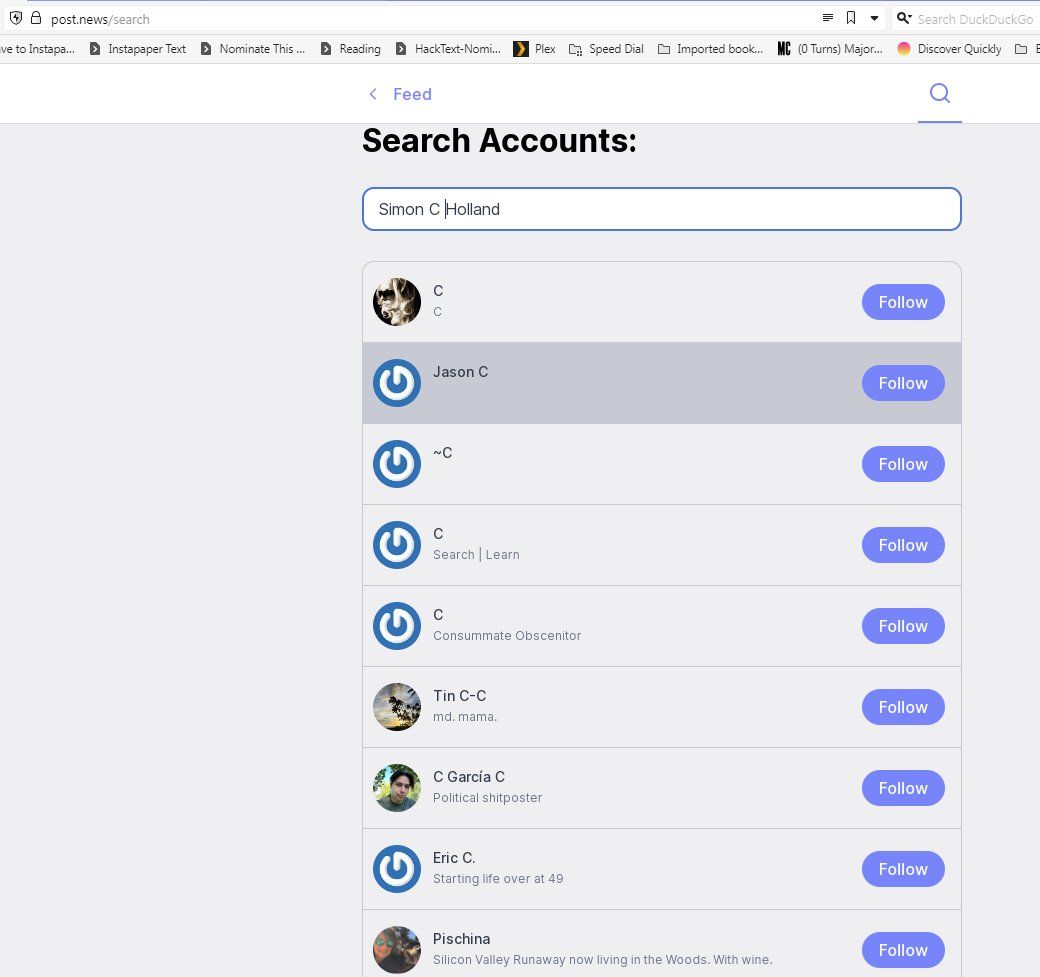 post.news/search
Search DuckDuckGo
ve to Instapa...
Instapaper Text
Nominate This ...
Reading
HackText-Nomi...
Plex
Speed Dial
Imported book...
MC
(0 Turns) Major...
Discover Quickly
Feed
Search Accounts:
Simon C Holland
C
C
Follow
Jason C
Follow
~C
Follow
C
Search | Learn
Follow
C
Consummate Obscenitor
Follow
Tin C-C
md. mama.
Follow
C García C
Political shitposter
Follow
Eric C.
Starting life over at 49
Follow
Pischina
Silicon Valley Runaway now living in the Woods. With wine.
Follow